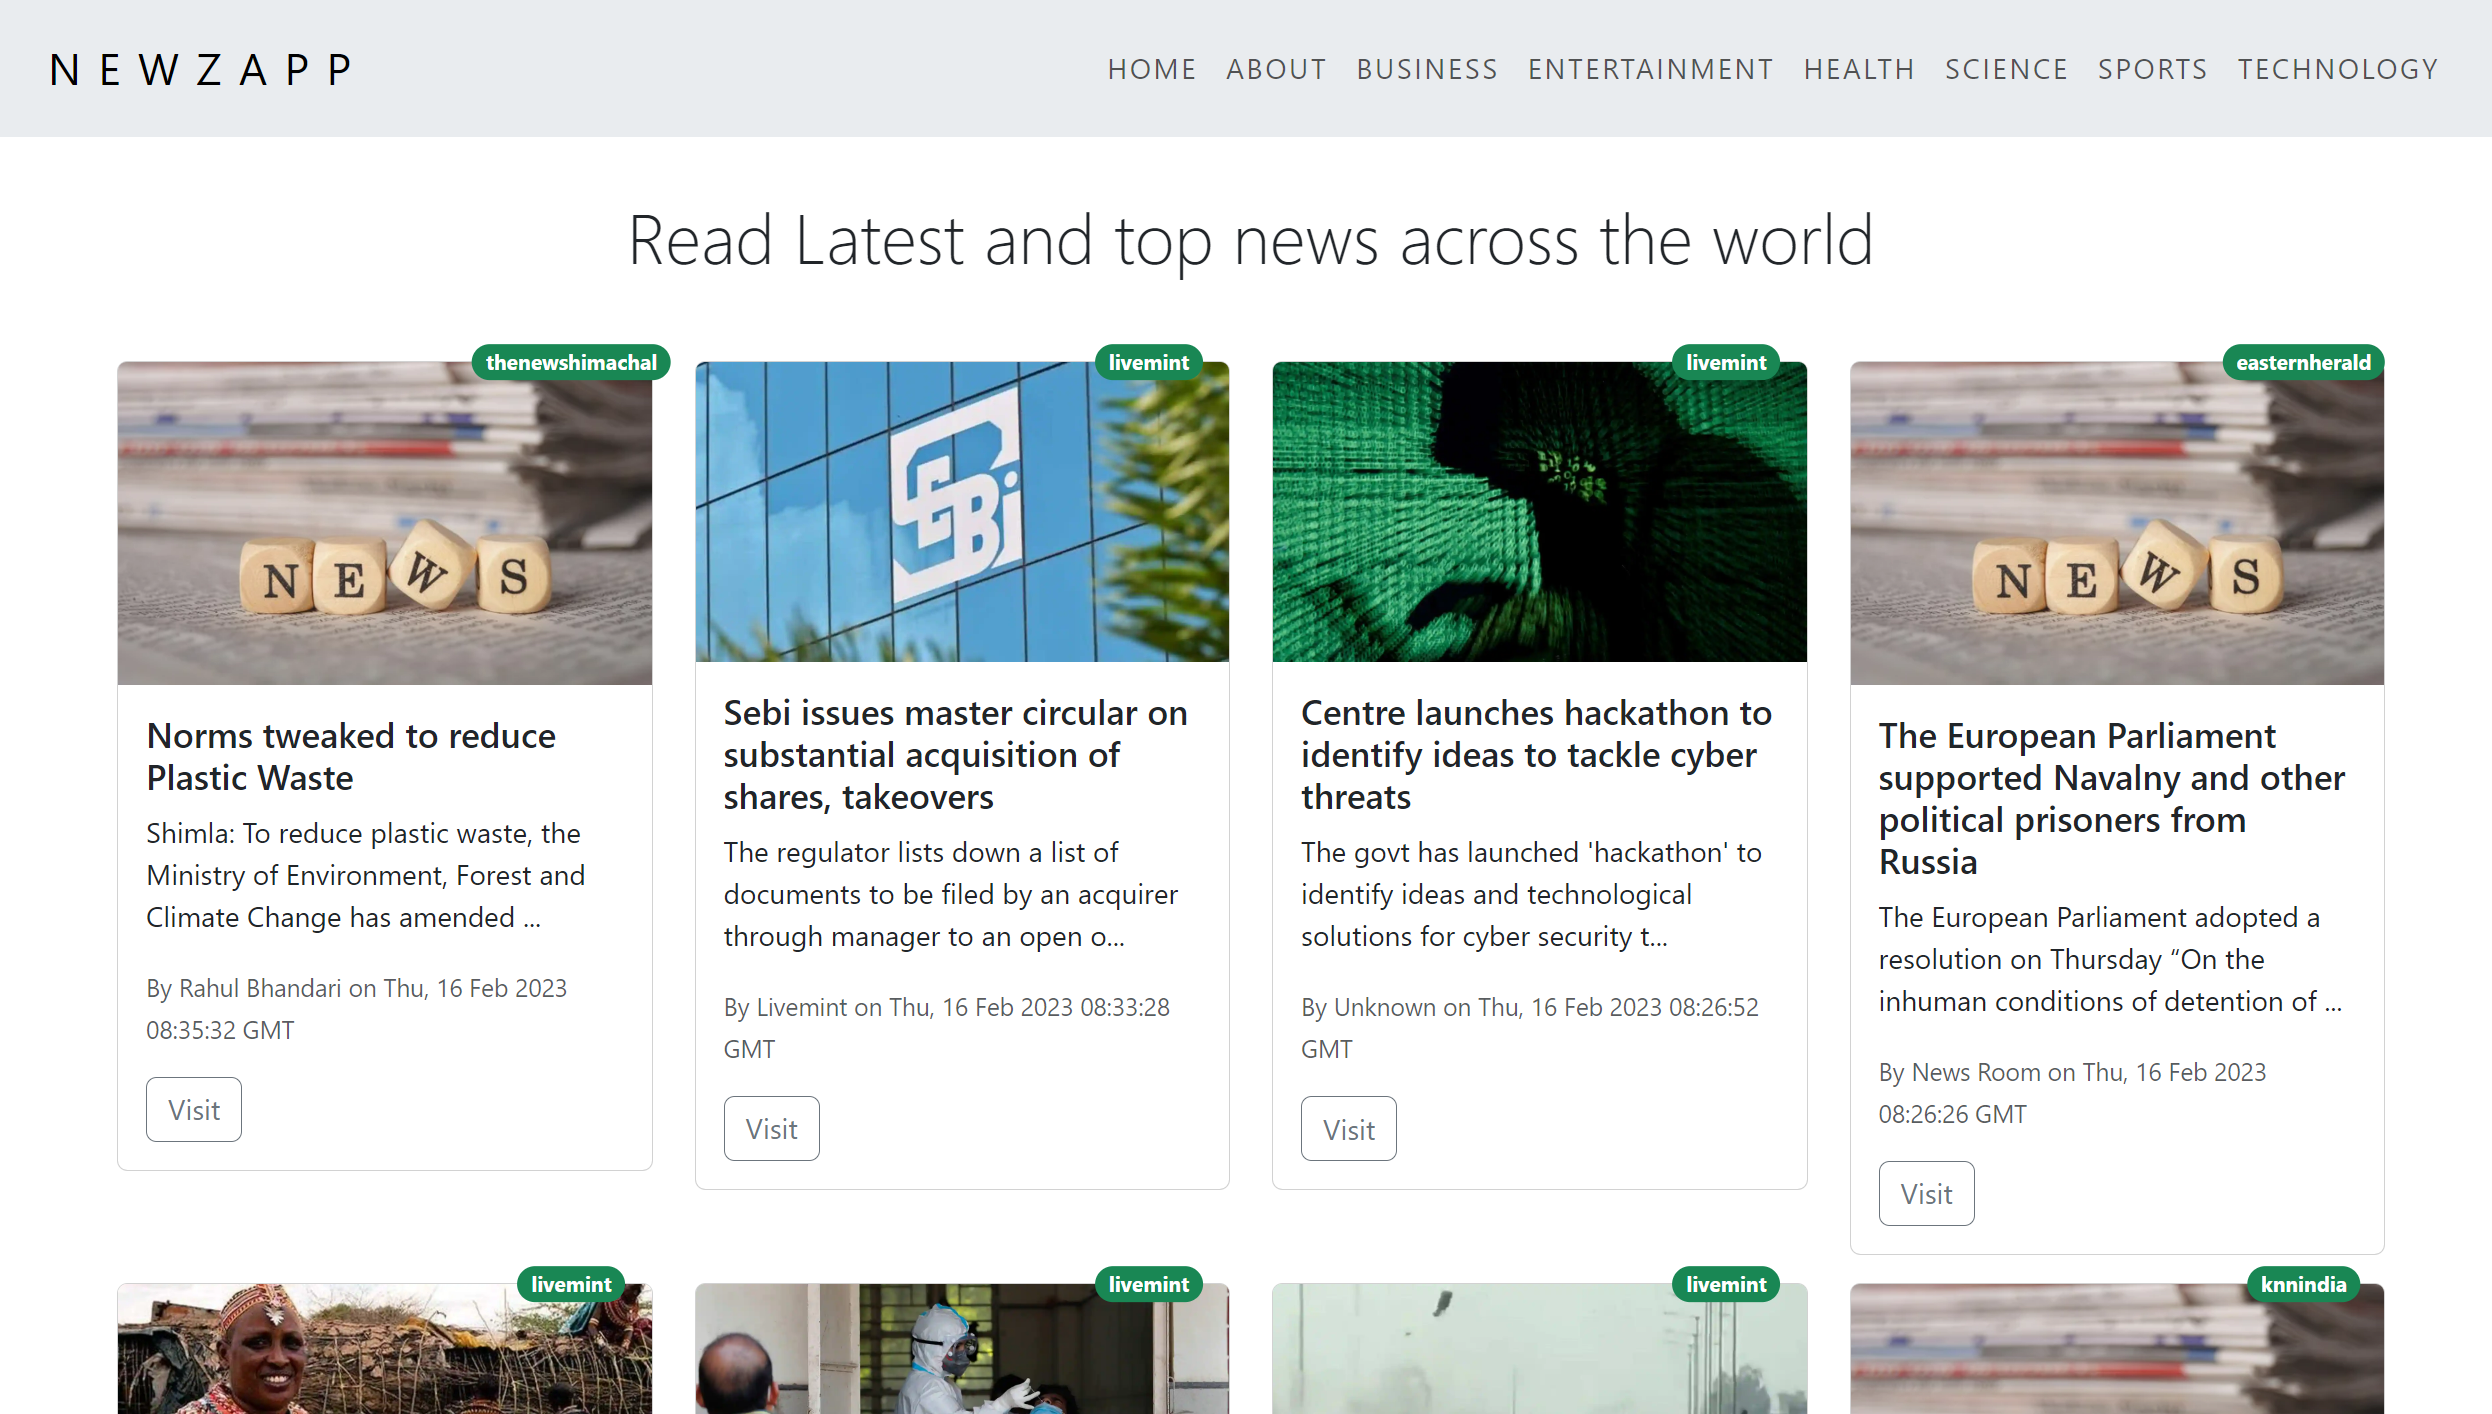 NEWZAPP
HOME ABOUT BUSINESS ENTERTAINMENT HEALTH SCIENCE SPORTS TECHNOLOGY
Read Latest and top news across the world
thenewshimachal
NEWS
Norms tweaked to reduce
Plastic Waste
Shimla: To reduce plastic waste, the
Ministry of Environment, Forest and
Climate Change has amended ...
By Rahul Bhandari on Thu, 16 Feb 2023
08:35:32 GMT
Visit
livemint
SEBi
Sebi issues master circular on
substantial acquisition of
shares, takeovers
The regulator lists down a list of
documents to be filed by an acquirer
through manager to an open o...
By Livemint on Thu, 16 Feb 2023 08:33:28
GMT
Visit
livemint
Centre launches hackathon to
identify ideas to tackle cyber
threats
The govt has launched 'hackathon' to
identify ideas and technological
solutions for cyber security t...
By Unknown on Thu, 16 Feb 2023 08:26:52
GMT
Visit
easternherald
NEWS
The European Parliament
supported Navalny and other
political prisoners from
Russia
The European Parliament adopted a
resolution on Thursday “On the
inhuman conditions of detention of ...
By News Room on Thu, 16 Feb 2023
08:26:26 GMT
Visit
livemint
livemint
livemint
knnindia